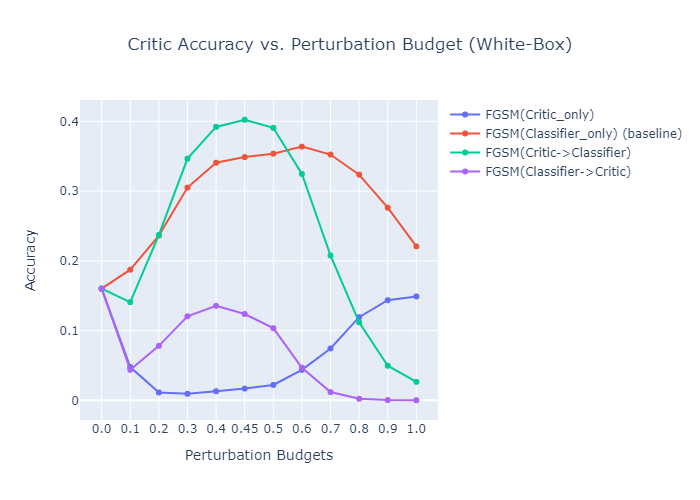 Critic Accuracy vs. Perturbation Budget (White-Box)
FGSM(Critic_only)
FGSM(Classifier_only) (baseline)
FGSM(Critic->Classifier)
FGSM(Classifier->Critic)
Accuracy
0.4
0.3
0.2
0.1
0
0.0 0.1 0.2 0.3 0.4 0.45 0.5 0.6 0.7 0.8 0.9 1.0
Perturbation Budgets